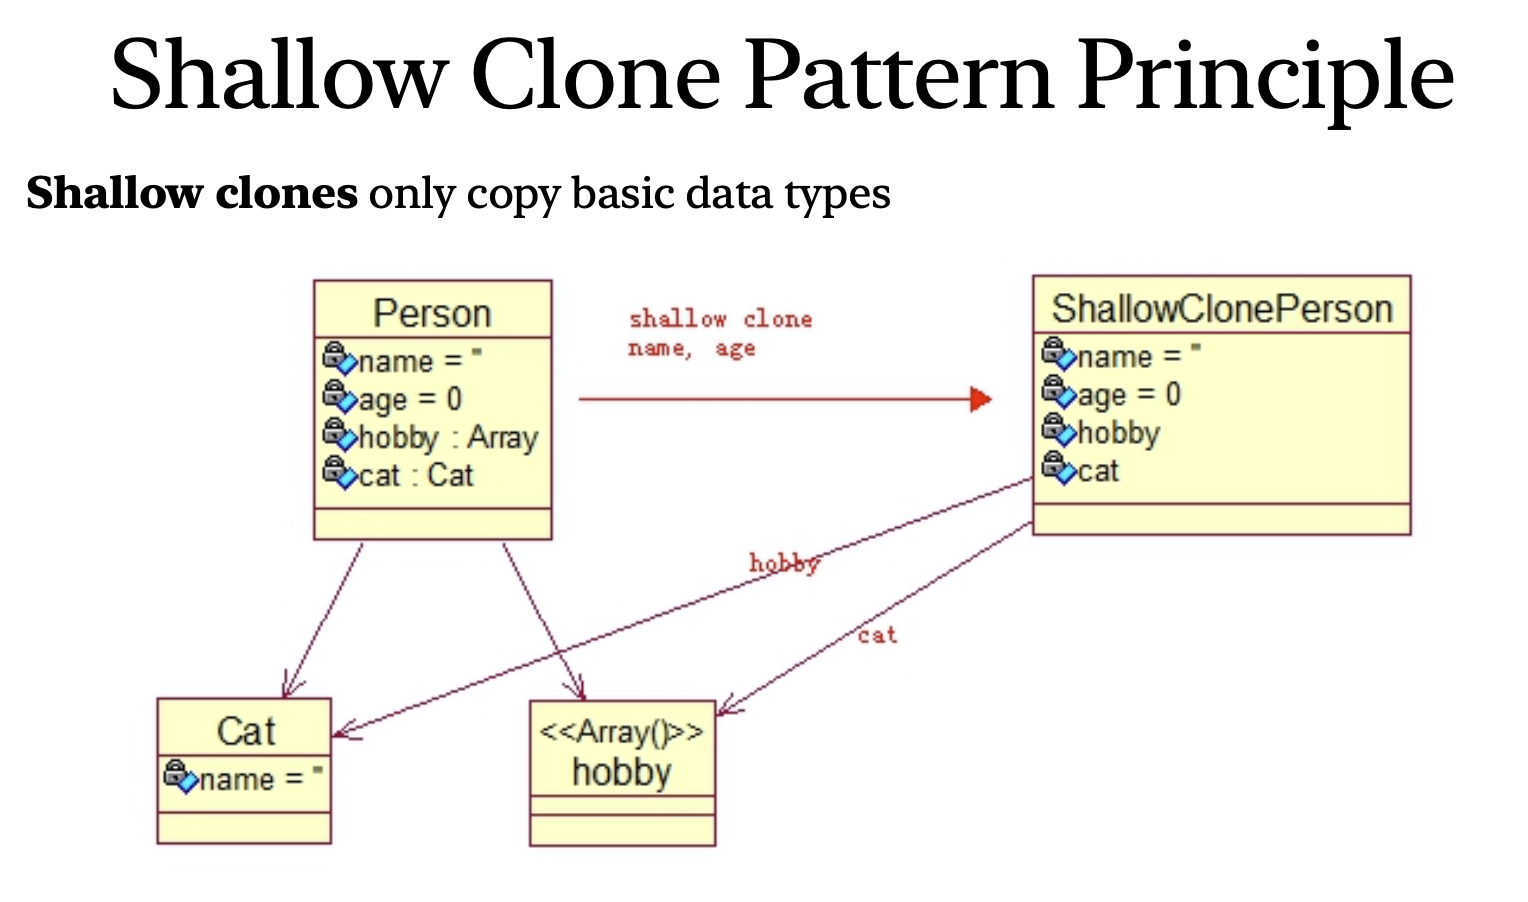 Shallow Clone Pattern Principle
Shallow clones only copy basic data types
Person
name = ''
age = 0
hobby : Array
cat : Cat
shallow clone
name, age
ShallowClonePerson
name = ''
age = 0
hobby
cat
hobby
cat
Cat
name = ''
<<Array()>>
hobby